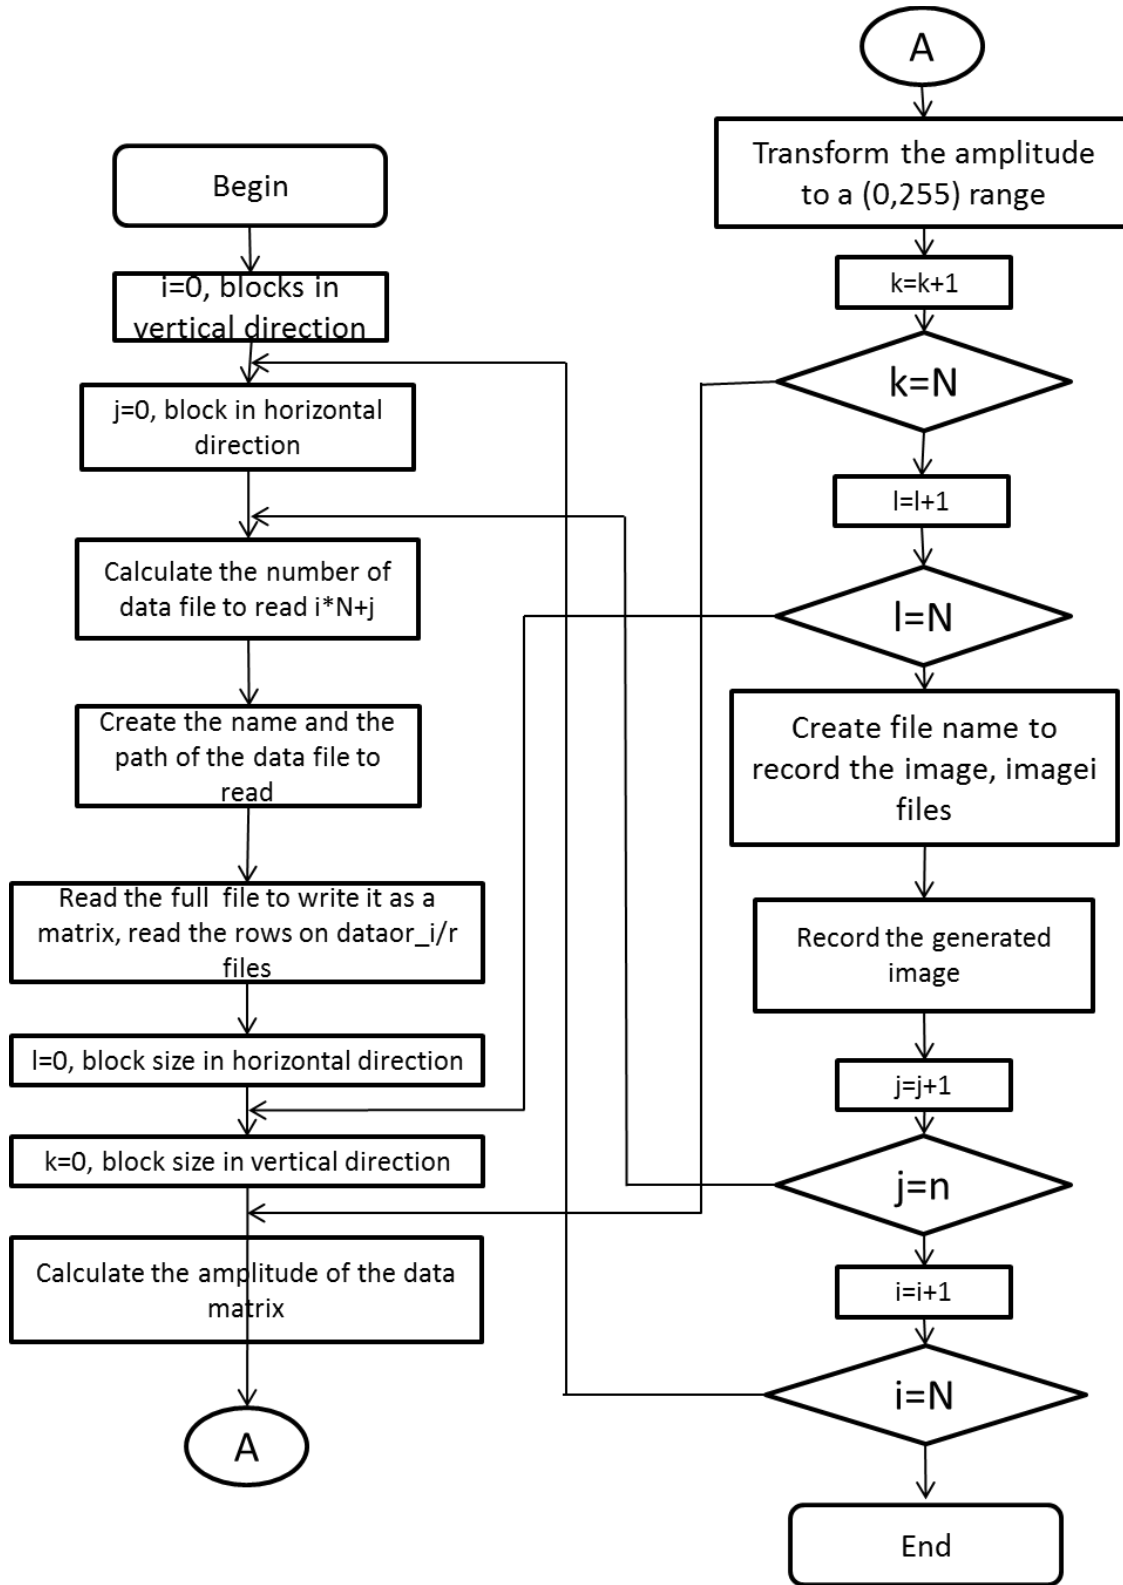 Begin
i=0, blocks in
vertical direction
j=0, block in horizontal
direction
Calculate the number of
data file to read i*N+j
Create the name and the
path of the data file to
read
Read the full file to write it as a
matrix, read the rows on dataor_i/r
files
l=0, block size in horizontal direction
k=0, block size in vertical direction
Calculate the amplitude of the data
matrix
A
A
Transform the amplitude
to a (0,255) range
k=k+1
k=N
l=l+1
l=N
Create file name to
record the image, imagei
files
Record the generated
image
j=j+1
j=n
i=i+1
i=N
End